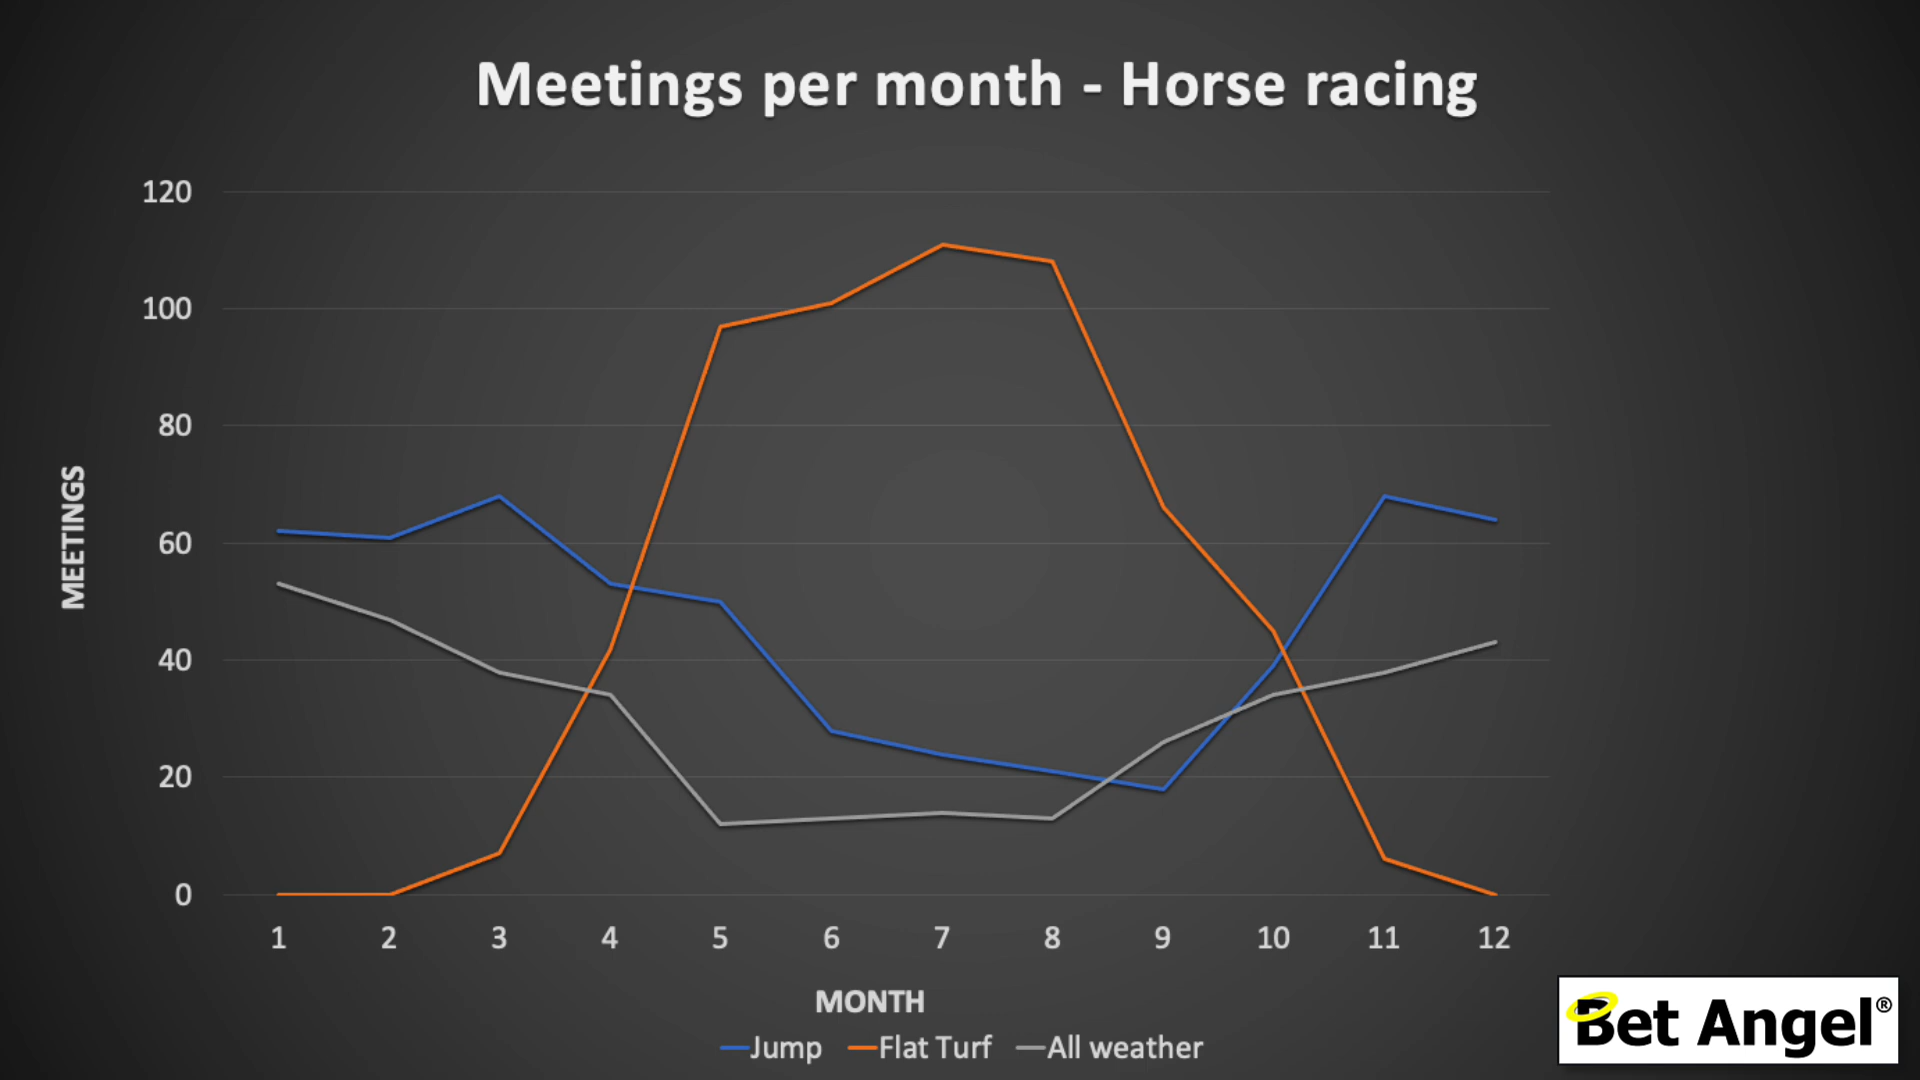 Meetings per month - Horse racing
120
100
80
60
40
20
0
MEETINGS
1 2 3 4 5 6 7 8 9 10 11 12
MONTH
Jump Flat Turf All weather
Bet Angel®